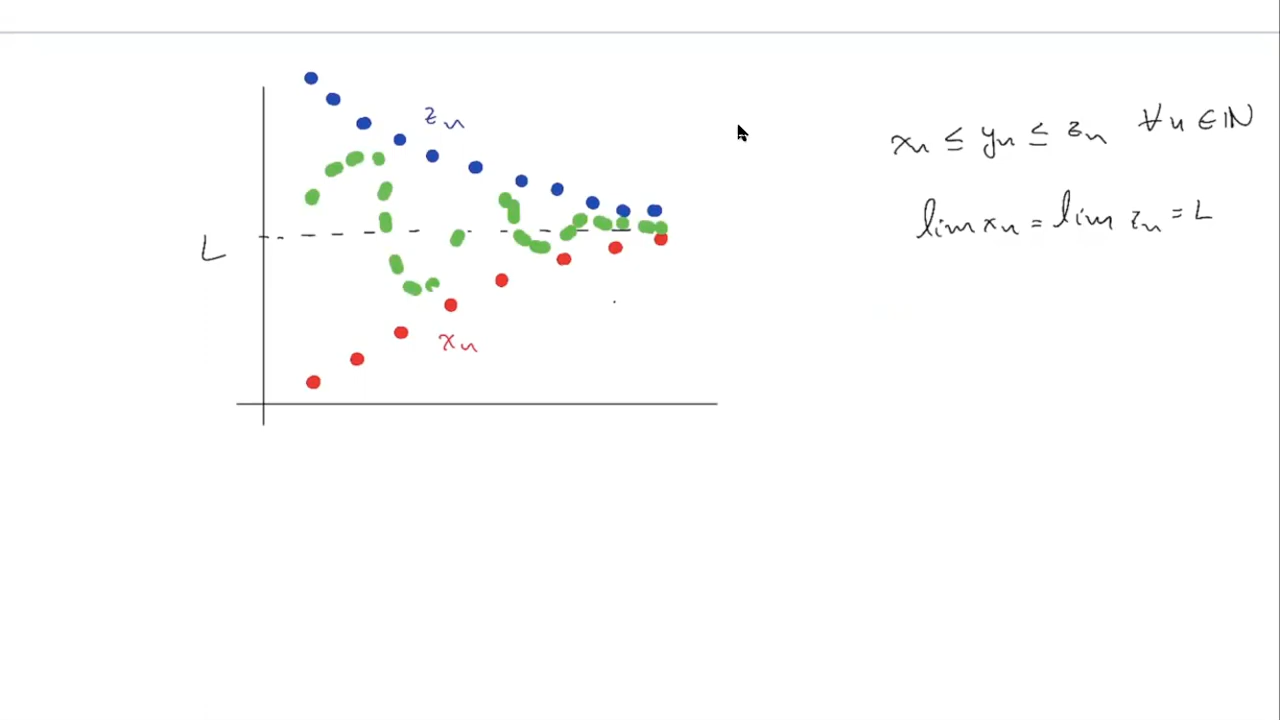 zₙ
xₙ ≤ yₙ ≤ zₙ ∀n ∈ ℕ
lim xₙ = lim zₙ = L
L
xₙ